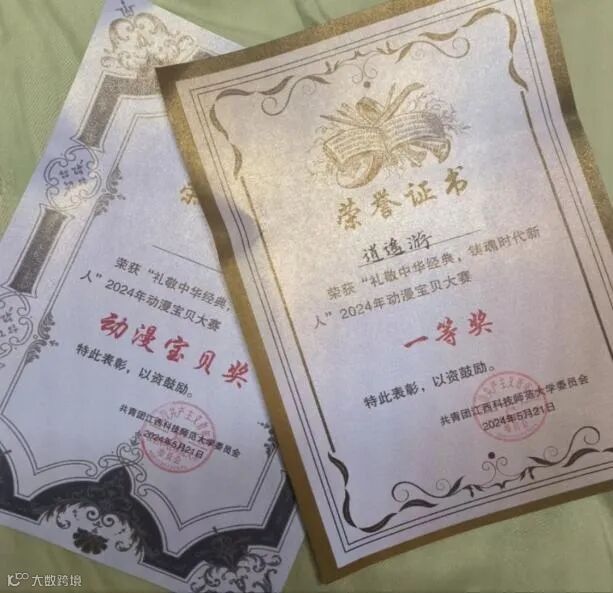 荣获“礼敬中华经典，
人”2024年动漫宝贝大赛
动漫宝贝奖
特此表彰，以资鼓励。
共青团江西科技师范大学委员会
2024年5月21日
荣誉证书
逍遥游
荣获“礼敬中华经典，铸魂时代新
人”2024年动漫宝贝大赛
一等奖
特此表彰，以资鼓励。
共青团江西科技师范大学委员会
2024年5月21日
大数跨境